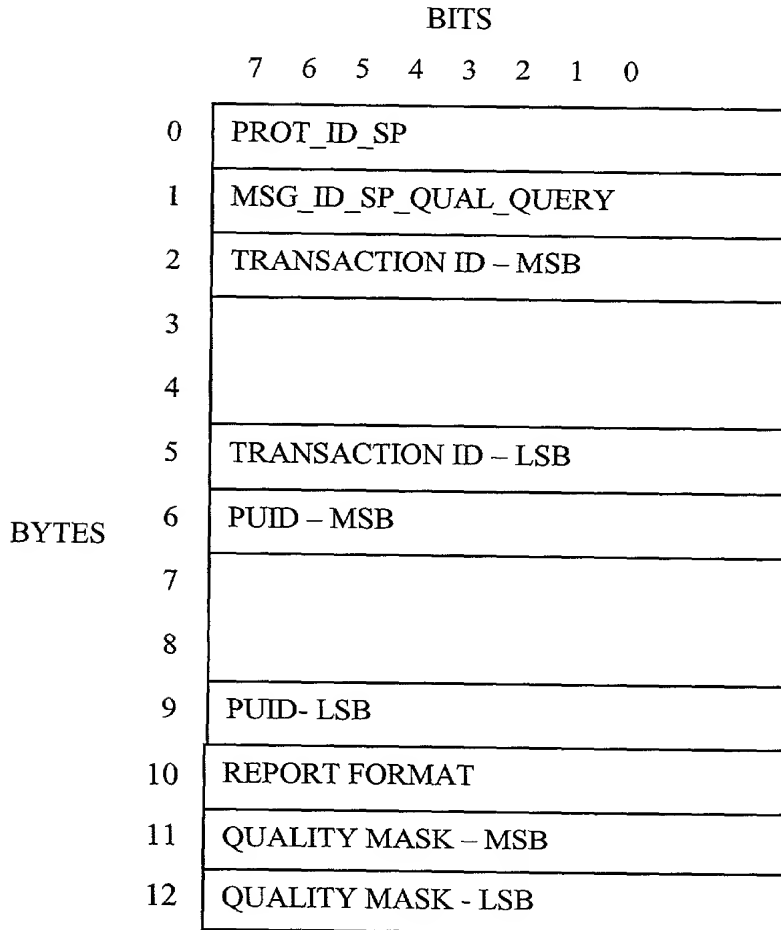 BITS
7 6 5 4 3 2 1 0
0 PROT_ID_SP
1 MSG_ID_SP_QUAL_QUERY
2 TRANSACTION ID – MSB
3
4
5 TRANSACTION ID – LSB
BYTES 6 PUID – MSB
7
8
9 PUID- LSB
10 REPORT FORMAT
11 QUALITY MASK – MSB
12 QUALITY MASK - LSB